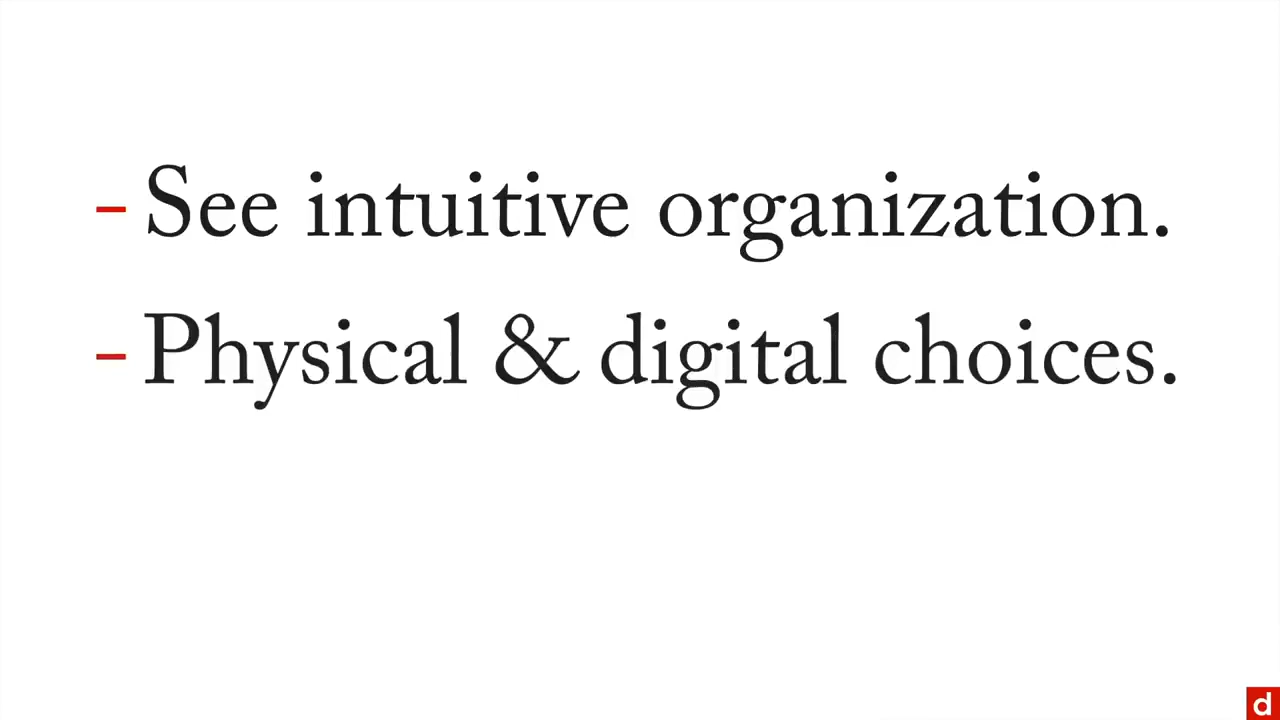 - See intuitive organization.
- Physical & digital choices.
d